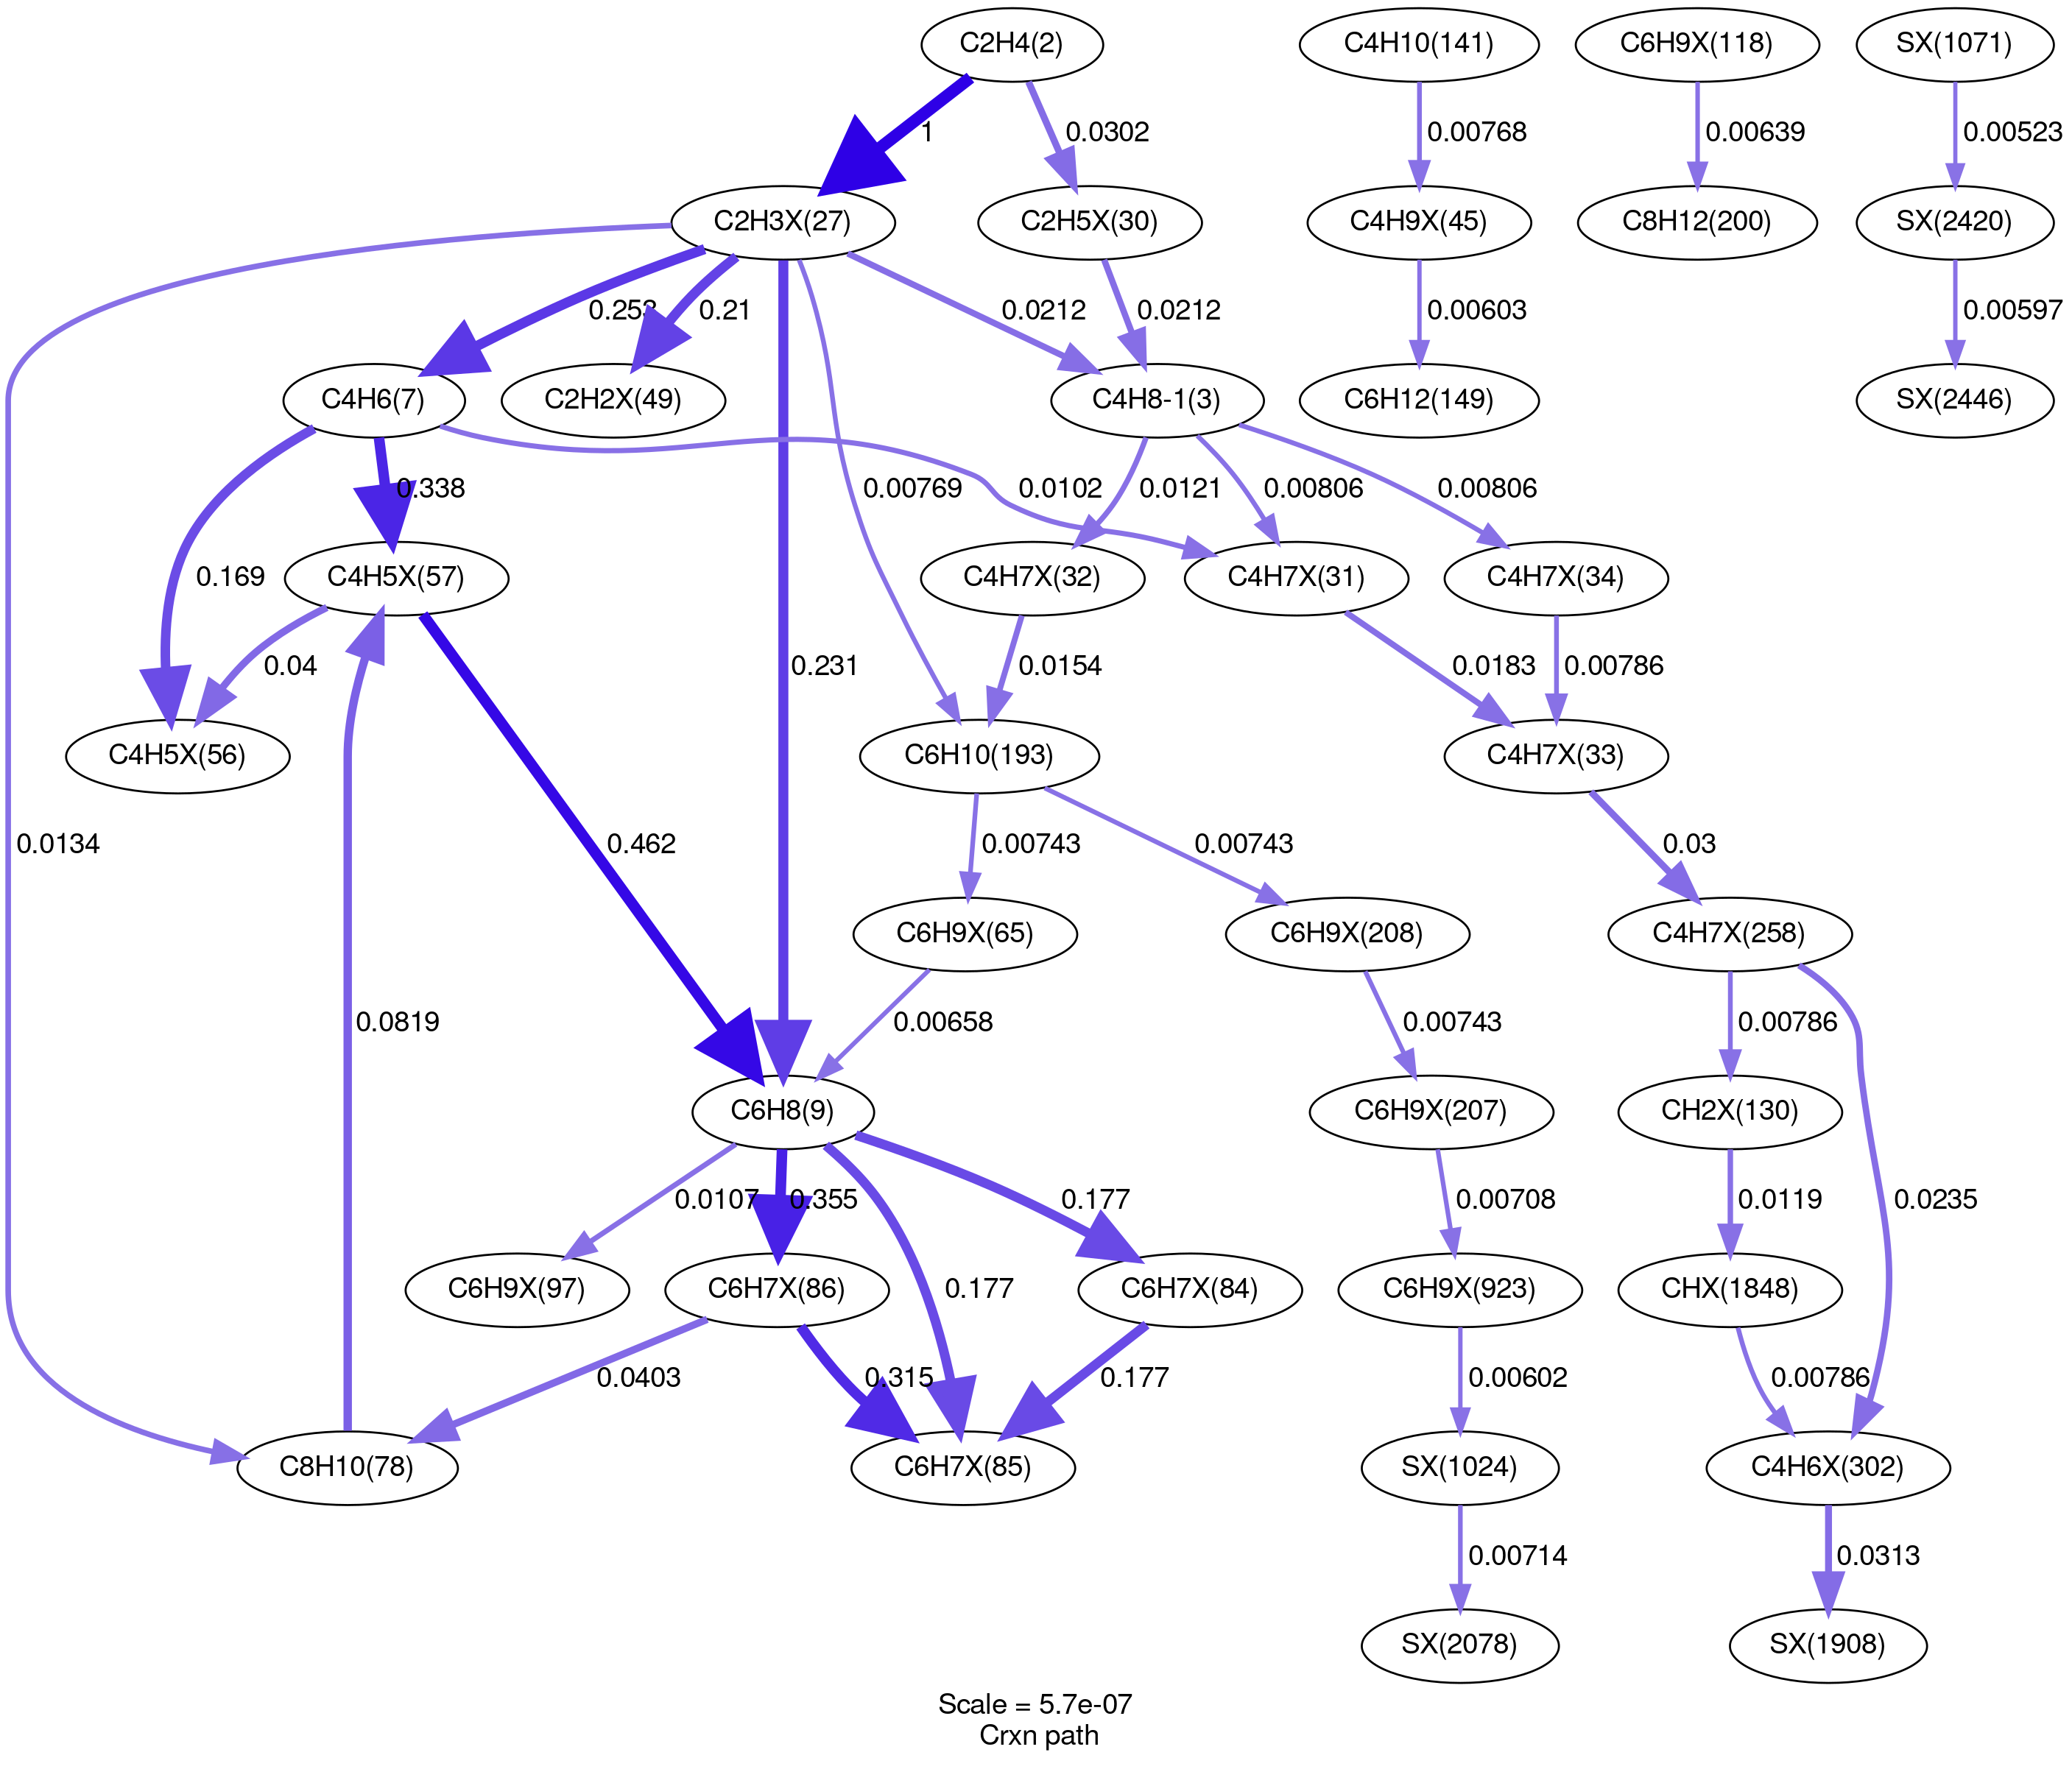 C2H4(2)
C4H10(141)
C6H9X(118)
SX(1071)
1
0.0302
0.00768
0.00639
0.00523
C2H3X(27)
C2H5X(30)
C4H9X(45)
C8H12(200)
SX(2420)
0.253
0.21
0.0212
0.0212
0.00603
0.00597
C4H6(7)
C2H2X(49)
C4H8-1(3)
C6H12(149)
SX(2446)
0.338
0.00769
0.0102
0.0121
0.00806
0.00806
0.169
C4H5X(57)
C4H7X(32)
C4H7X(31)
C4H7X(34)
0.04
0.231
0.0154
0.0183
0.00786
C4H5X(56)
C6H10(193)
C4H7X(33)
0.0134
0.462
0.00743
0.00743
0.03
C6H9X(65)
C6H9X(208)
C4H7X(258)
0.0819
0.00658
0.00743
0.00786
C6H8(9)
C6H9X(207)
CH2X(130)
0.0107
0.355
0.177
0.00708
0.0119
0.0235
C6H9X(97)
C6H7X(86)
0.177
C6H7X(84)
C6H9X(923)
CHX(1848)
0.0403
0.315
0.177
0.00602
0.00786
C8H10(78)
C6H7X(85)
SX(1024)
C4H6X(302)
0.00714
0.0313
SX(2078)
SX(1908)
Scale = 5.7e-07
Crxn path